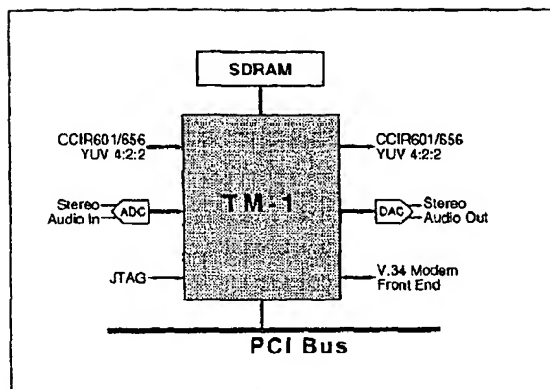 SDRAM
CCIR601/656
YUV 4:2:2
CCIR601/656
YUV 4:2:2
TM-1
Stereo
Audio In
ADC
DAC
Stereo
Audio Out
JTAG
V.34 Modem
Front End
PCI Bus